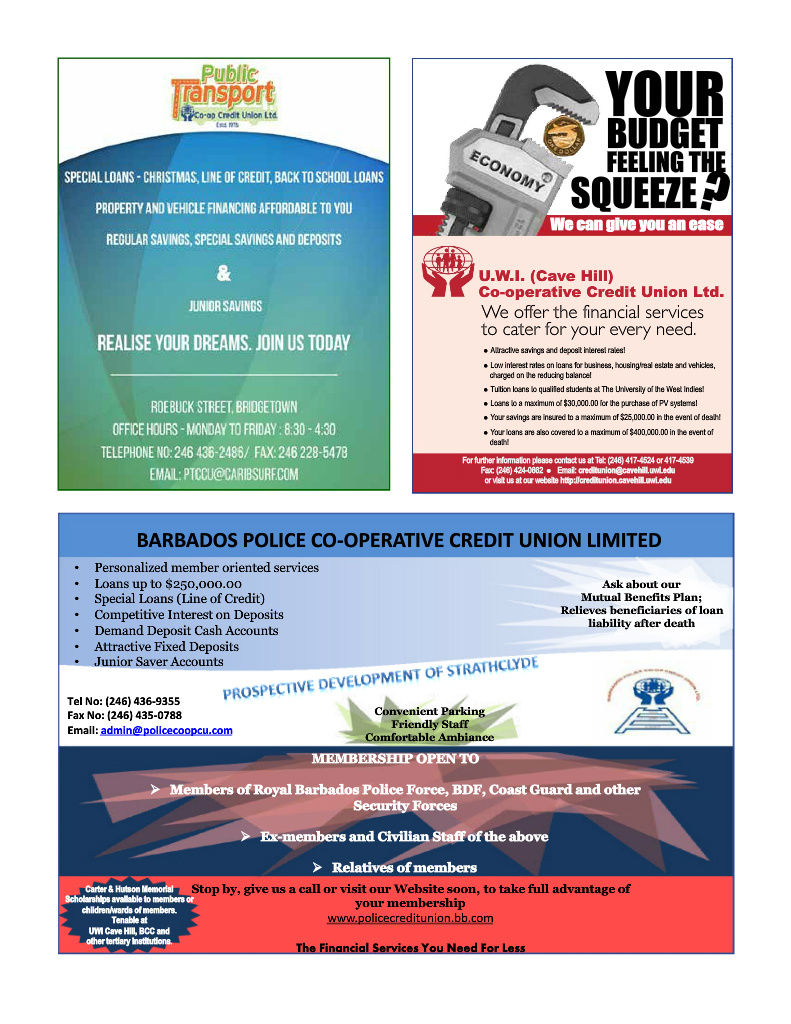 Public
Transport
Co-op Credit Union Ltd.
Estd 1976
SPECIAL LOANS - CHRISTMAS, LINE OF CREDIT, BACK TO SCHOOL LOANS
PROPERTY AND VEHICLE FINANCING AFFORDABLE TO YOU
REGULAR SAVINGS, SPECIAL SAVINGS AND DEPOSITS
&
JUNIOR SAVINGS
REALISE YOUR DREAMS. JOIN US TODAY
ROEBUCK STREET, BRIDGETOWN
OFFICE HOURS - MONDAY TO FRIDAY : 8:30 - 4:30
TELEPHONE NO: 246 436-2486/ FAX: 246 228-5478
EMAIL: PTCCU@CARIBSURF.COM
YOUR
BUDGET
FEELING THE
SQUEEZE?
ECONOMY
We can give you an ease
U.W.I. (Cave Hill)
Co-operative Credit Union Ltd.
We offer the financial services
to cater for your every need.
● Attractive savings and deposit interest rates!
● Low interest rates on loans for business, housing/real estate and vehicles,
charged on the reducing balance!
● Tuition loans to qualified students at The University of the West Indies!
● Loans to a maximum of $30,000.00 for the purchase of PV systems!
● Your savings are insured to a maximum of $25,000.00 in the event of death!
● Your loans are also covered to a maximum of $400,000.00 in the event of
death!
For further information please contact us at Tel: (246) 417-4524 or 417-4539
Fax: (246) 424-0662 ● Email: creditunion@cavehill.uwi.edu
or visit us at our website http://creditunion.cavehill.uwi.edu
BARBADOS POLICE CO-OPERATIVE CREDIT UNION LIMITED
• Personalized member oriented services
• Loans up to $250,000.00
• Special Loans (Line of Credit)
• Competitive Interest on Deposits
• Demand Deposit Cash Accounts
• Attractive Fixed Deposits
• Junior Saver Accounts
Ask about our
Mutual Benefits Plan;
Relieves beneficiaries of loan
liability after death
PROSPECTIVE DEVELOPMENT OF STRATHCLYDE
Tel No: (246) 436-9355
Fax No: (246) 435-0788
Email: admin@policecoopcu.com
Convenient Parking
Friendly Staff
Comfortable Ambiance
MEMBERSHIP OPEN TO
➢ Members of Royal Barbados Police Force, BDF, Coast Guard and other
Security Forces
➢ Ex-members and Civilian Staff of the above
➢ Relatives of members
Carter & Hutson Memorial
Scholarships available to members or
children/wards of members.
Tenable at
UWI Cave Hill, BCC and
other tertiary institutions.
Stop by, give us a call or visit our Website soon, to take full advantage of
your membership
www.policecreditunion.bb.com
The Financial Services You Need For Less